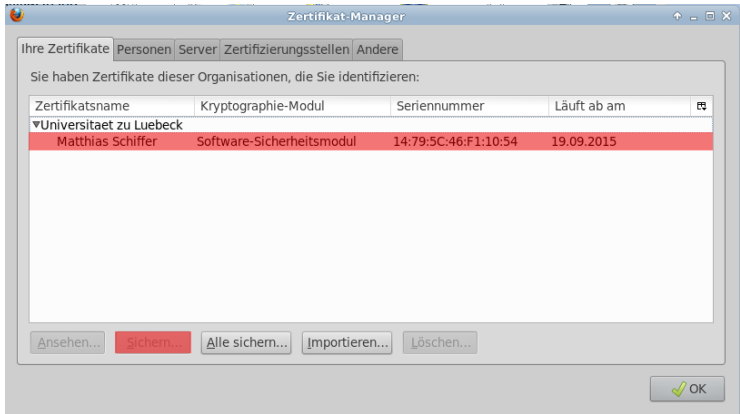 Zertifikat-Manager
Ihre Zertifikate Personen Server Zertifizierungsstellen Andere
Sie haben Zertifikate dieser Organisationen, die Sie identifizieren:
Zertifikatsname Kryptographie-Modul Seriennummer Läuft ab am
Universitaet zu Luebeck
Matthias Schiffer Software-Sicherheitsmodul 14:79:5C:46:F1:10:54 19.09.2015
Ansehen... Sichern... Alle sichern... Importieren... Löschen...
OK